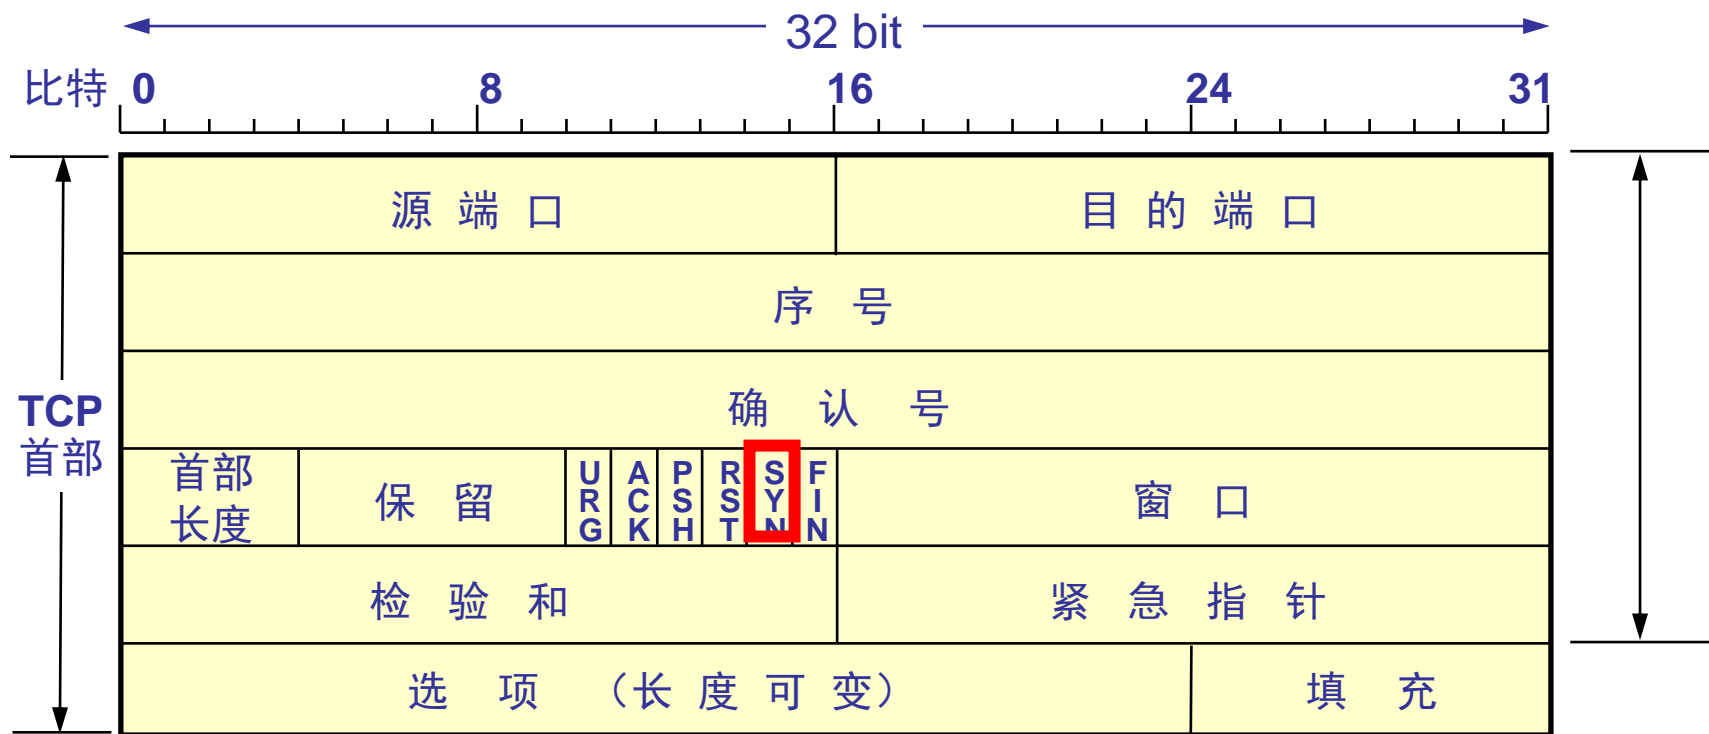 32 bit
比特 0 8 16 24 31
源端口 目的端口
序号
确认号
TCP
首部
首部
长度
保留
URG
ACK
PSH
RST
SYN
FIN
窗口
检验和 紧急指针
选项（长度可变） 填充